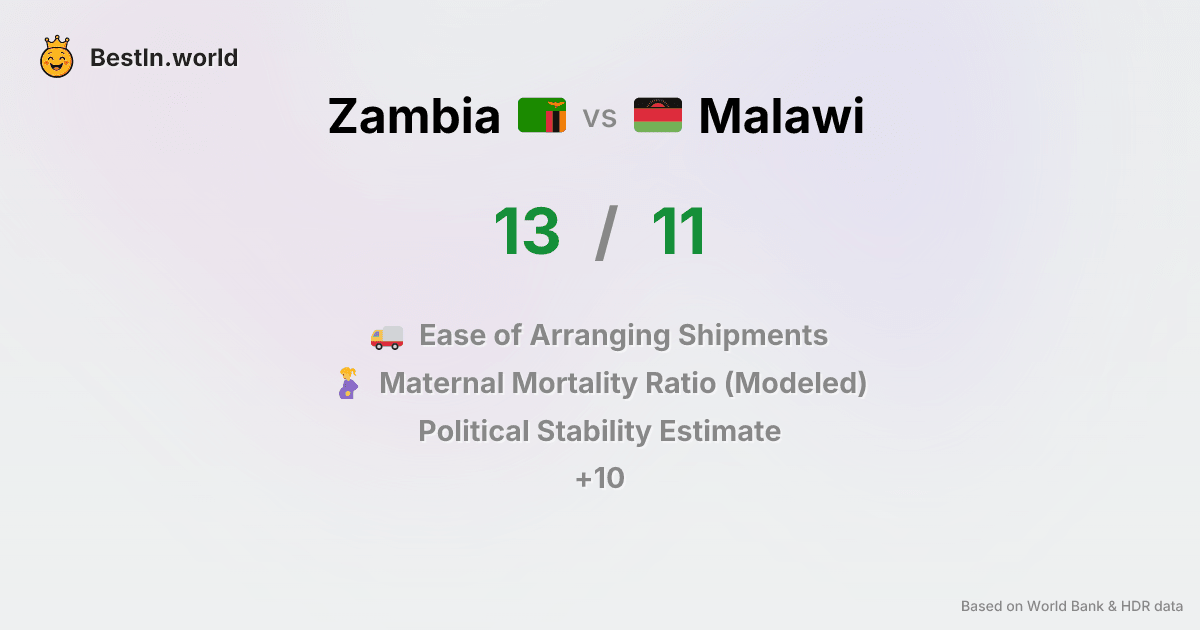 BestIn.world
Zambia vs Malawi
13 / 11
Ease of Arranging Shipments
Maternal Mortality Ratio (Modeled)
Political Stability Estimate
+10
Based on World Bank & HDR data